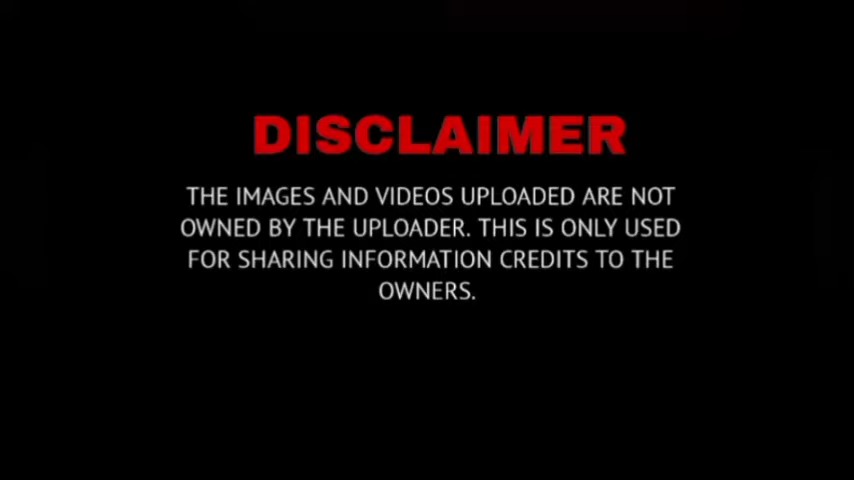 DISCLAIMER
THE IMAGES AND VIDEOS UPLOADED ARE NOT
OWNED BY THE UPLOADER. THIS IS ONLY USED
FOR SHARING INFORMATION CREDITS TO THE
OWNERS.